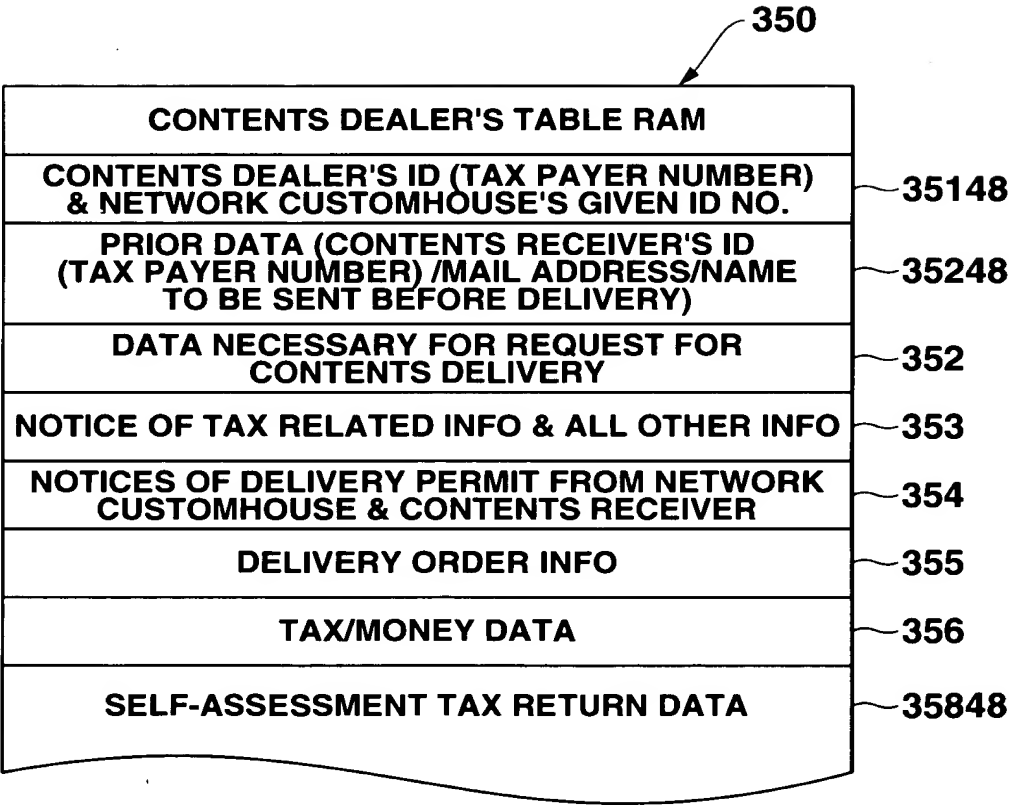 350
CONTENTS DEALER'S TABLE RAM
CONTENTS DEALER'S ID (TAX PAYER NUMBER)
& NETWORK CUSTOMHOUSE'S GIVEN ID NO.
35148
PRIOR DATA (CONTENTS RECEIVER'S ID
(TAX PAYER NUMBER) /MAIL ADDRESS/NAME
TO BE SENT BEFORE DELIVERY)
35248
DATA NECESSARY FOR REQUEST FOR
CONTENTS DELIVERY
352
NOTICE OF TAX RELATED INFO & ALL OTHER INFO
353
NOTICES OF DELIVERY PERMIT FROM NETWORK
CUSTOMHOUSE & CONTENTS RECEIVER
354
DELIVERY ORDER INFO
355
TAX/MONEY DATA
356
SELF-ASSESSMENT TAX RETURN DATA
35848